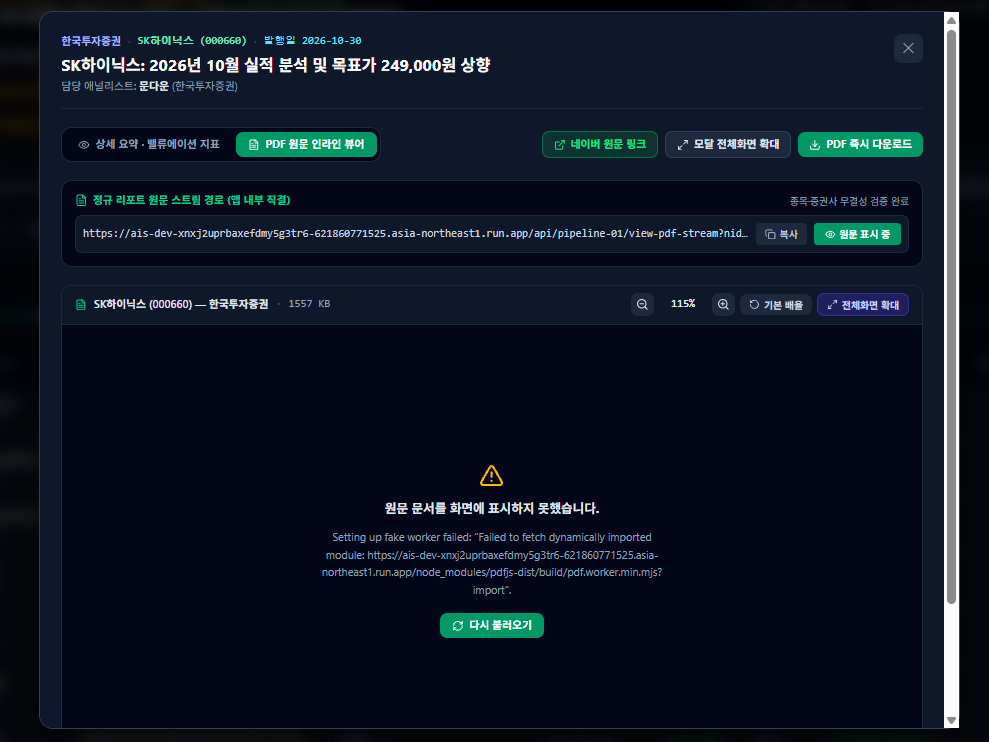 한국투자증권 · SK하이닉스 (000660) · 발행일 2026-10-30
SK하이닉스: 2026년 10월 실적 분석 및 목표가 249,000원 상향
담당 애널리스트: 문다운 (한국투자증권)
상세 요약 · 밸류에이션 지표
PDF 원문 인라인 뷰어
네이버 원문 링크
모달 전체화면 확대
PDF 즉시 다운로드
정규 리포트 원문 스트림 경로 (앱 내부 직결)
종목·증권사 무결성 검증 완료
https://ais-dev-xnxj2uprbaxefdmy5g3tr6-621860771525.asia-northeast1.run.app/api/pipeline-01/view-pdf-stream?nid…
복사
원문 표시 중
SK하이닉스 (000660) — 한국투자증권 · 1557 KB
115%
기본 배율
전체화면 확대
원문 문서를 화면에 표시하지 못했습니다.
Setting up fake worker failed: "Failed to fetch dynamically imported
module: https://ais-dev-xnxj2uprbaxefdmy5g3tr6-621860771525.asia-
northeast1.run.app/node_modules/pdfjs-dist/build/pdf.worker.min.mjs?
import".
다시 불러오기